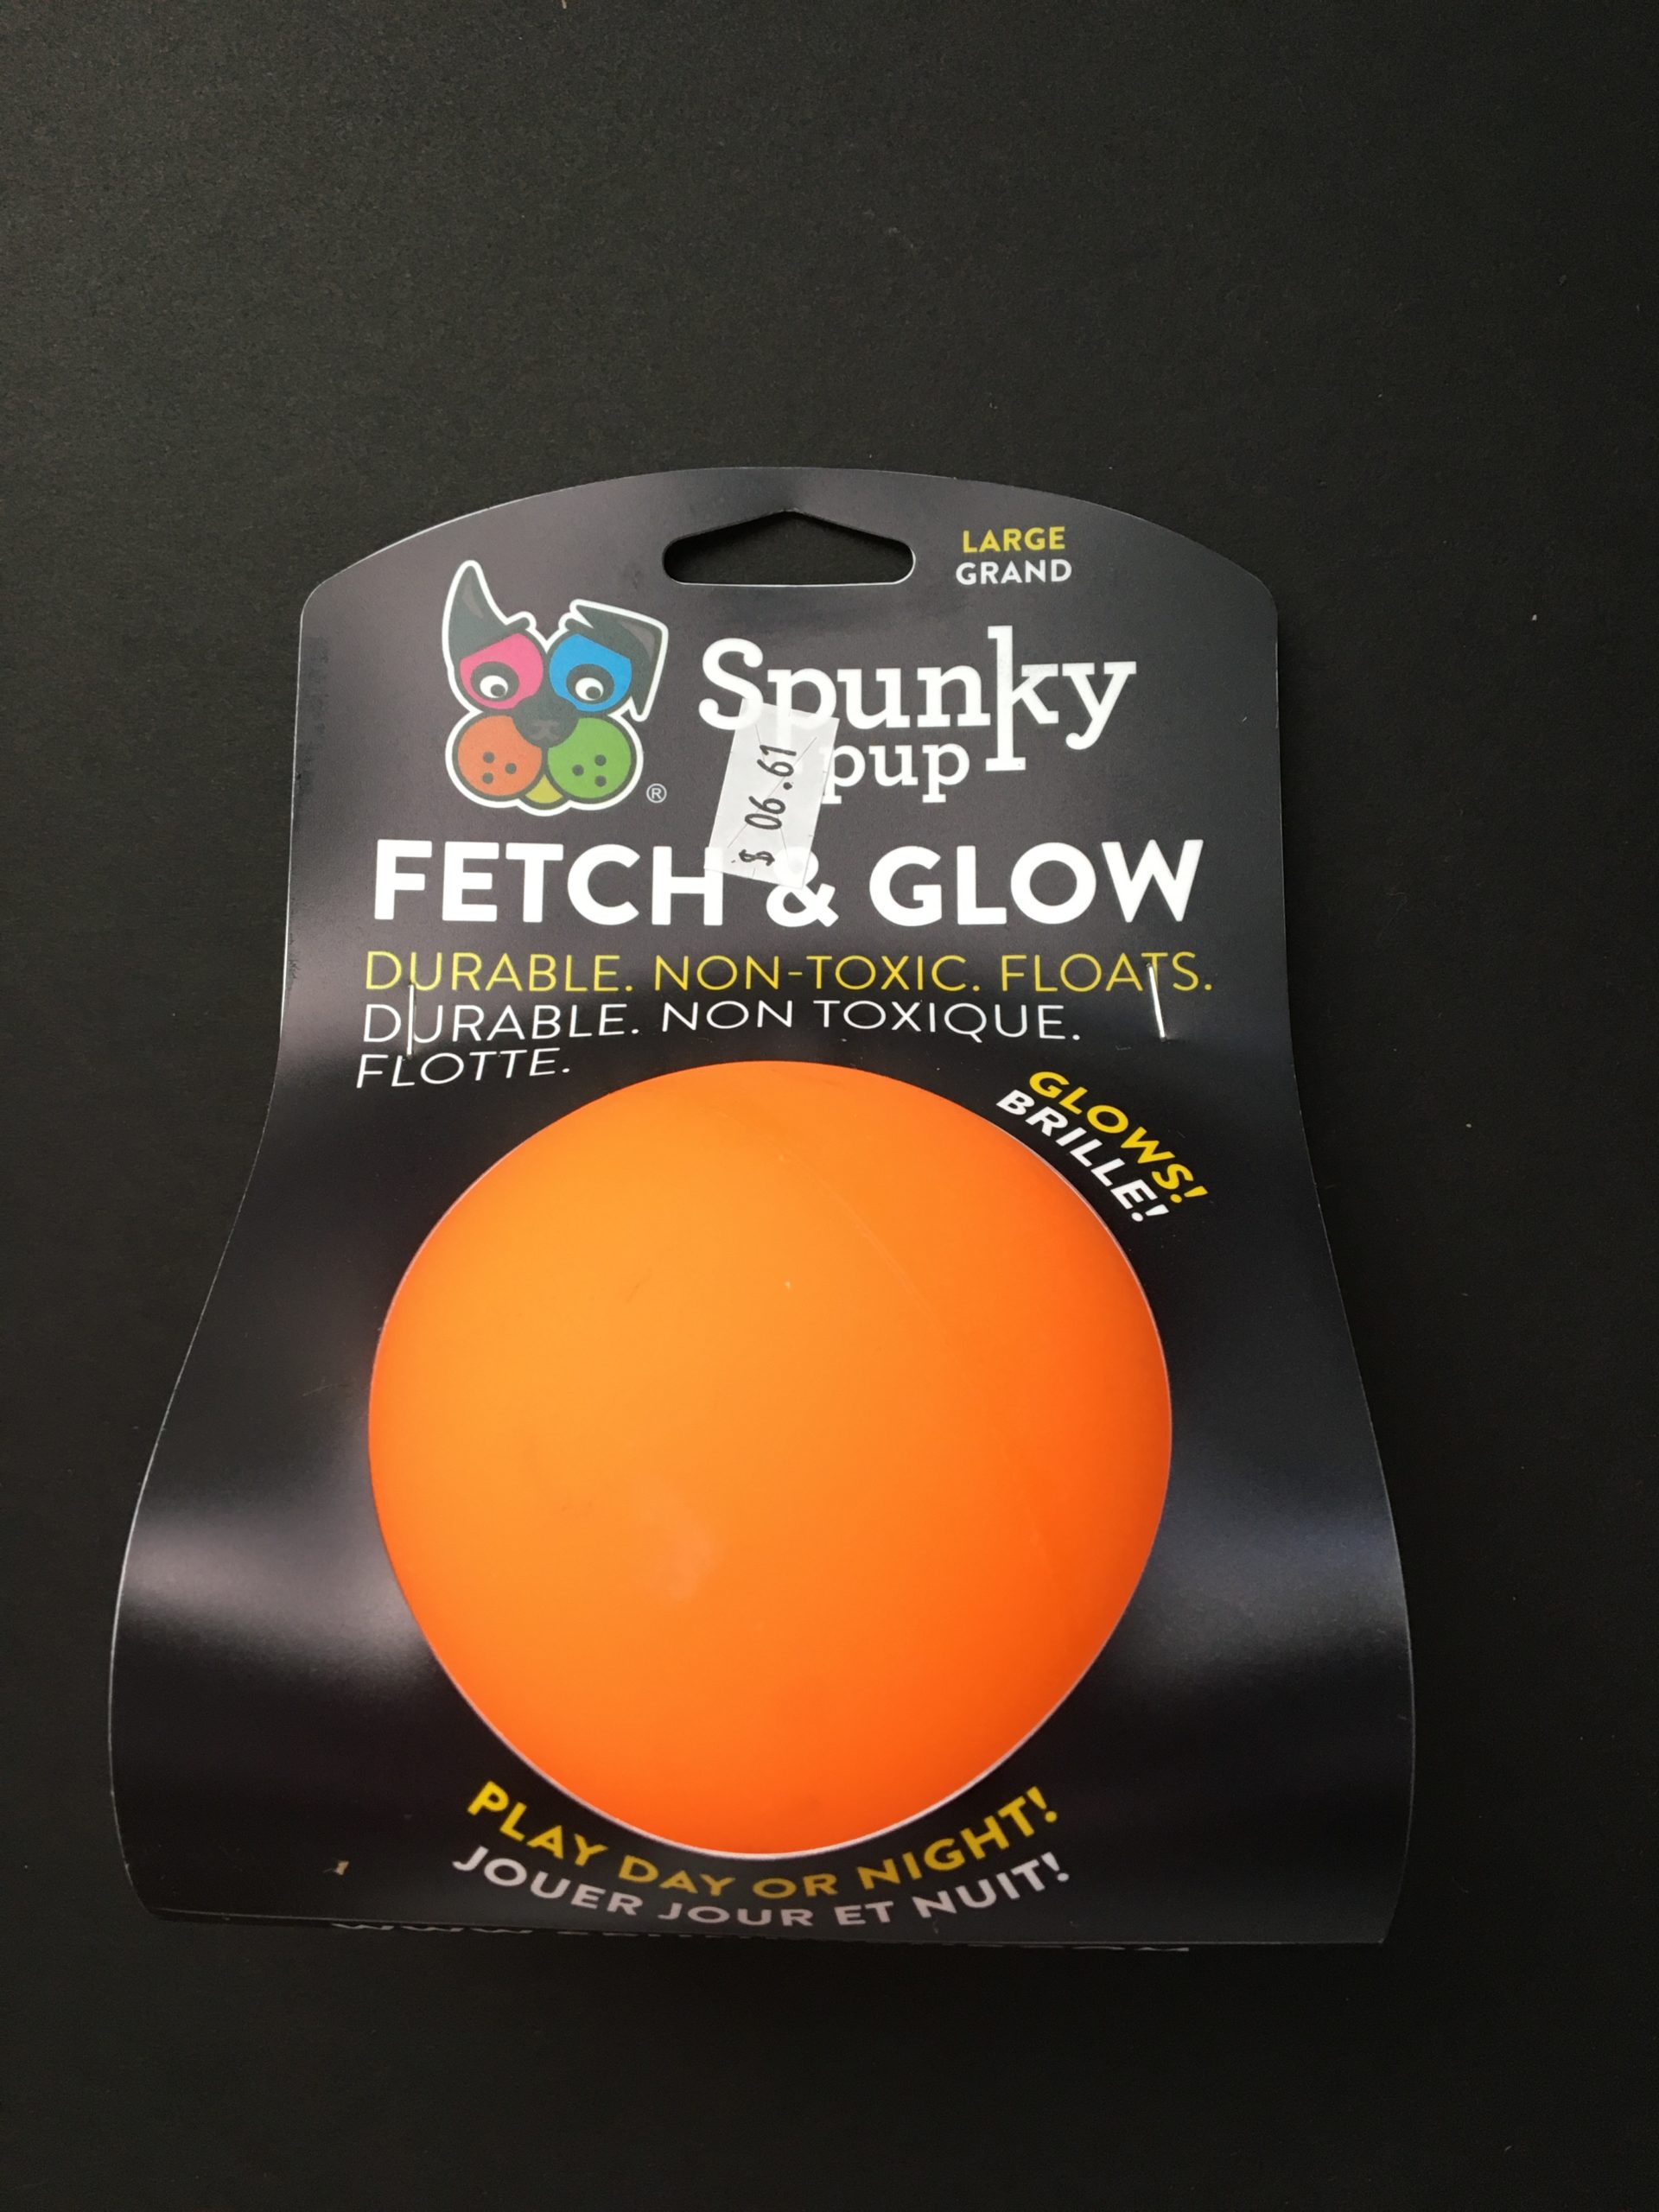 LARGE
GRAND
Spunky
pup
®
$ 06.61
FETCH & GLOW
DURABLE. NON-TOXIC. FLOATS.
DURABLE. NON TOXIQUE.
FLOTTE.
GLOWS!
BRILLE!
PLAY DAY OR NIGHT!
JOUER JOUR ET NUIT!